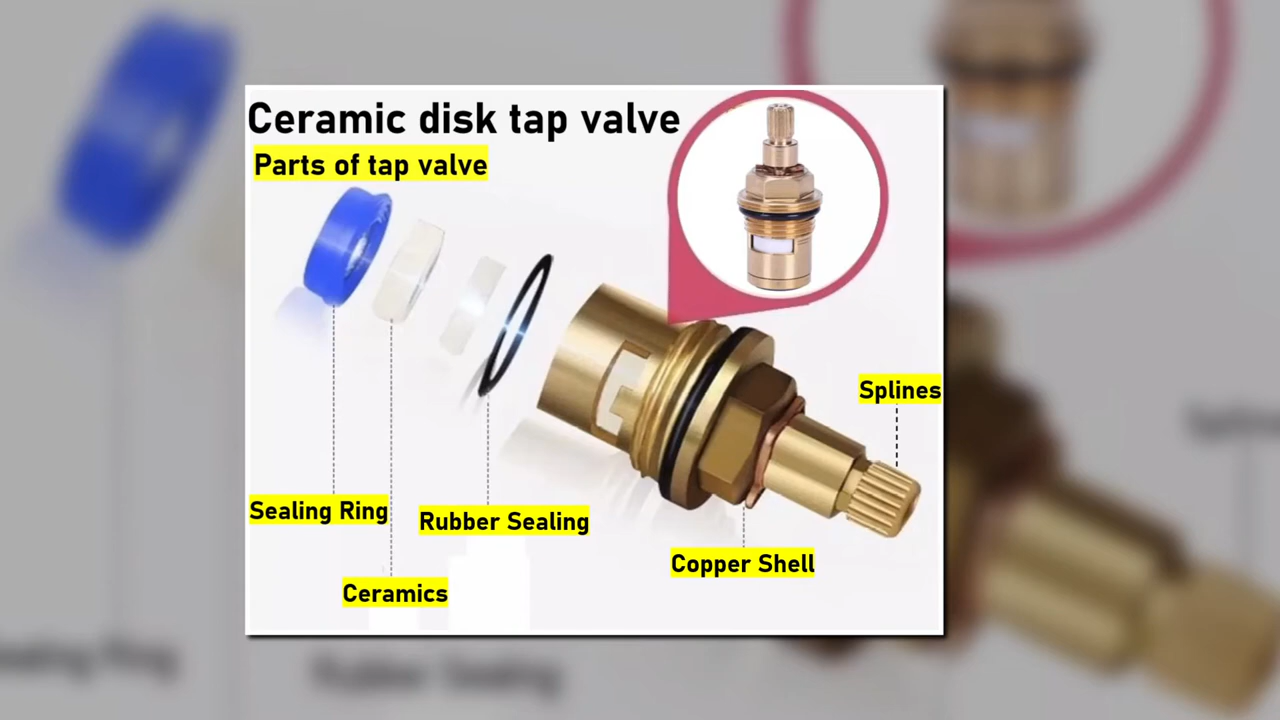 Ceramic disk tap valve
Parts of tap valve
Splines
Sealing Ring
Rubber Sealing
Copper Shell
Ceramics